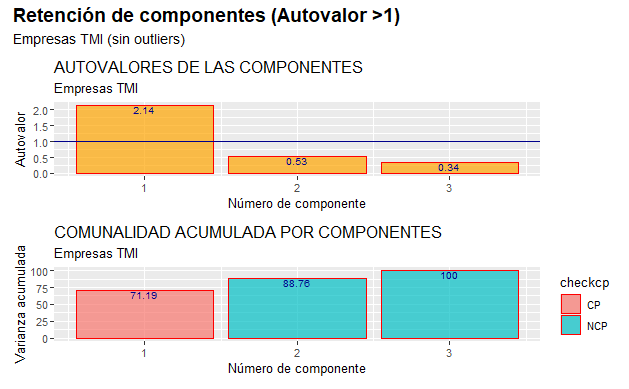 Retención de componentes (Autovalor >1)
Empresas TMI (sin outliers)
AUTOVALORES DE LAS COMPONENTES
Empresas TMI
Autovalor
2.0
1.5
1.0
0.5
0.0
2.14
0.53
0.34
1 2 3
Número de componente
COMUNALIDAD ACUMULADA POR COMPONENTES
Empresas TMI
Varianza acumulada
100
75
50
25
0
71.19
88.76
100
1 2 3
Número de componente
checkcp
CP
NCP